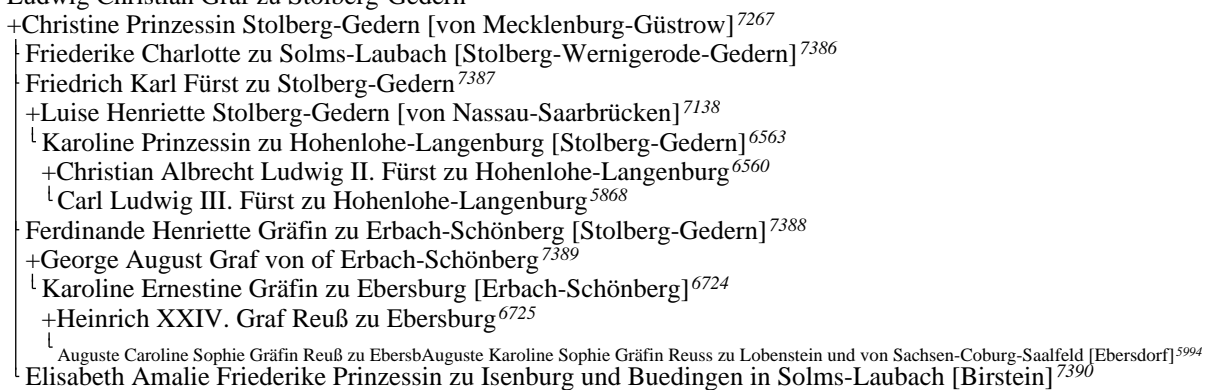 Ludwig Christian Graf zu Stolberg-Gedern
+Christine Prinzessin Stolberg-Gedern [von Mecklenburg-Güstrow]7267
Friederike Charlotte zu Solms-Laubach [Stolberg-Wernigerode-Gedern]7386
Friedrich Karl Fürst zu Stolberg-Gedern7387
+Luise Henriette Stolberg-Gedern [von Nassau-Saarbrücken]7138
Karoline Prinzessin zu Hohenlohe-Langenburg [Stolberg-Gedern]6563
+Christian Albrecht Ludwig II. Fürst zu Hohenlohe-Langenburg6560
Carl Ludwig III. Fürst zu Hohenlohe-Langenburg5868
Ferdinande Henriette Gräfin zu Erbach-Schönberg [Stolberg-Gedern]7388
+George August Graf von of Erbach-Schönberg7389
Karoline Ernestine Gräfin zu Ebersburg [Erbach-Schönberg]6724
+Heinrich XXIV. Graf Reuß zu Ebersburg6725
Auguste Caroline Sophie Gräfin Reuß zu EbersbAuguste Karoline Sophie Gräfin Reuss zu Lobenstein und von Sachsen-Coburg-Saalfeld [Ebersdorf]5994
Elisabeth Amalie Friederike Prinzessin zu Isenburg und Buedingen in Solms-Laubach [Birstein]7390